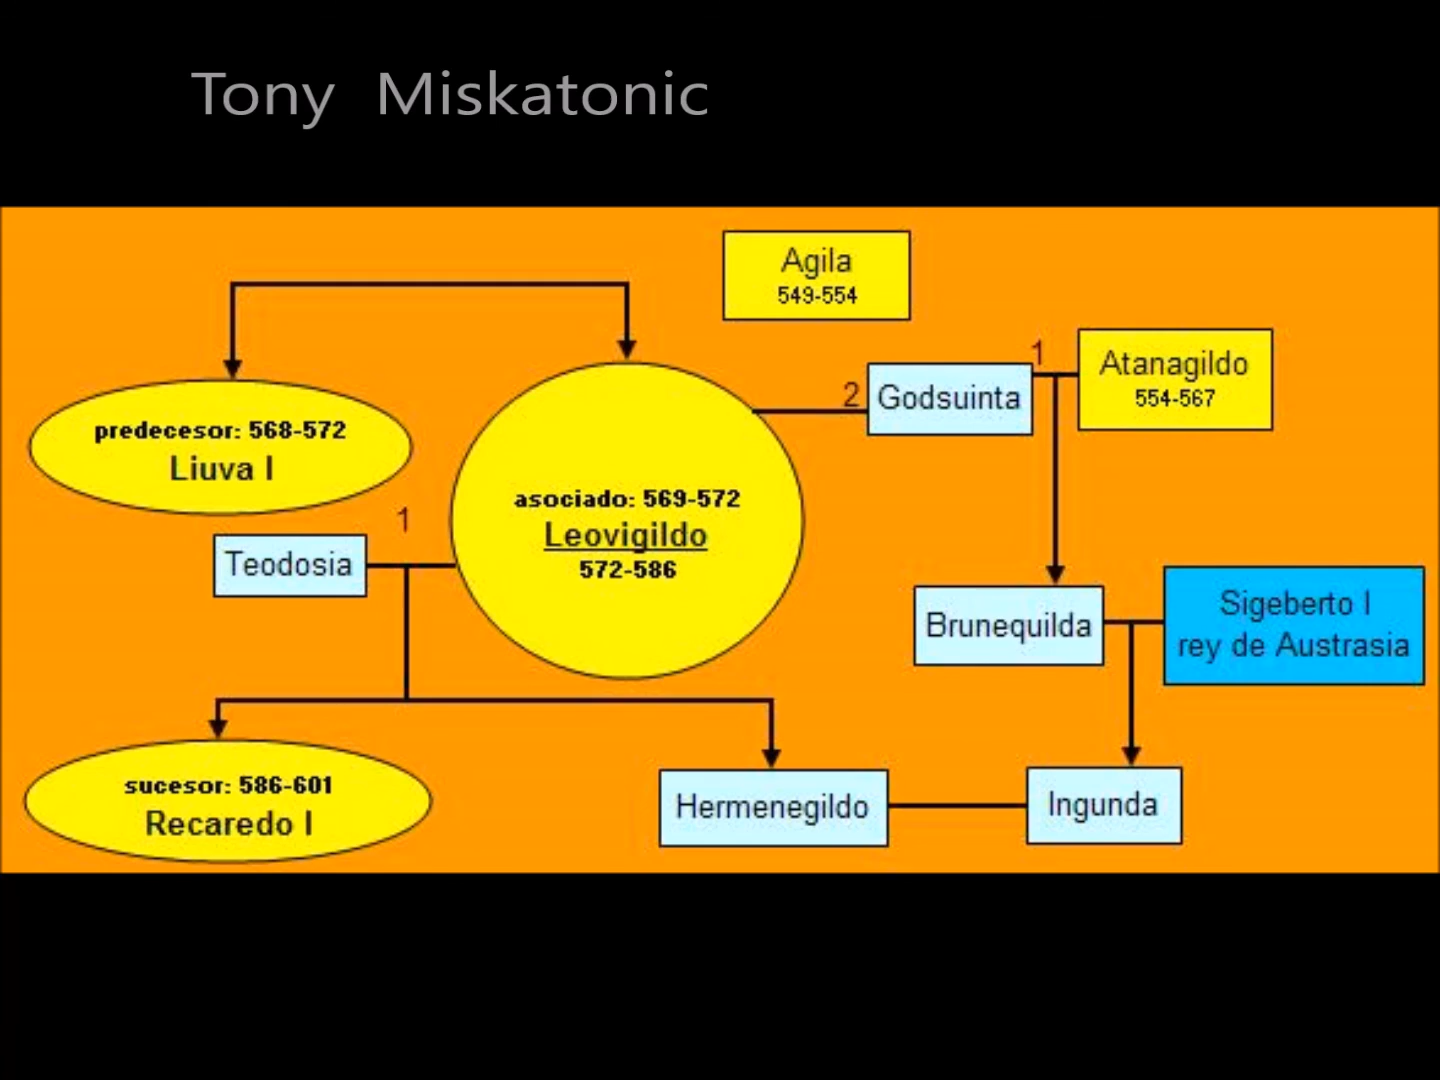 Tony Miskatonic
Agila
549-554
1
Atanagildo
554-567
2
Godsuinta
predecesor: 568-572
Liuva I
asociado: 569-572
Leovigildo
572-586
1
Teodosia
Brunequilda
Sigeberto I
rey de Austrasia
sucesor: 586-601
Recaredo I
Hermenegildo
Ingunda